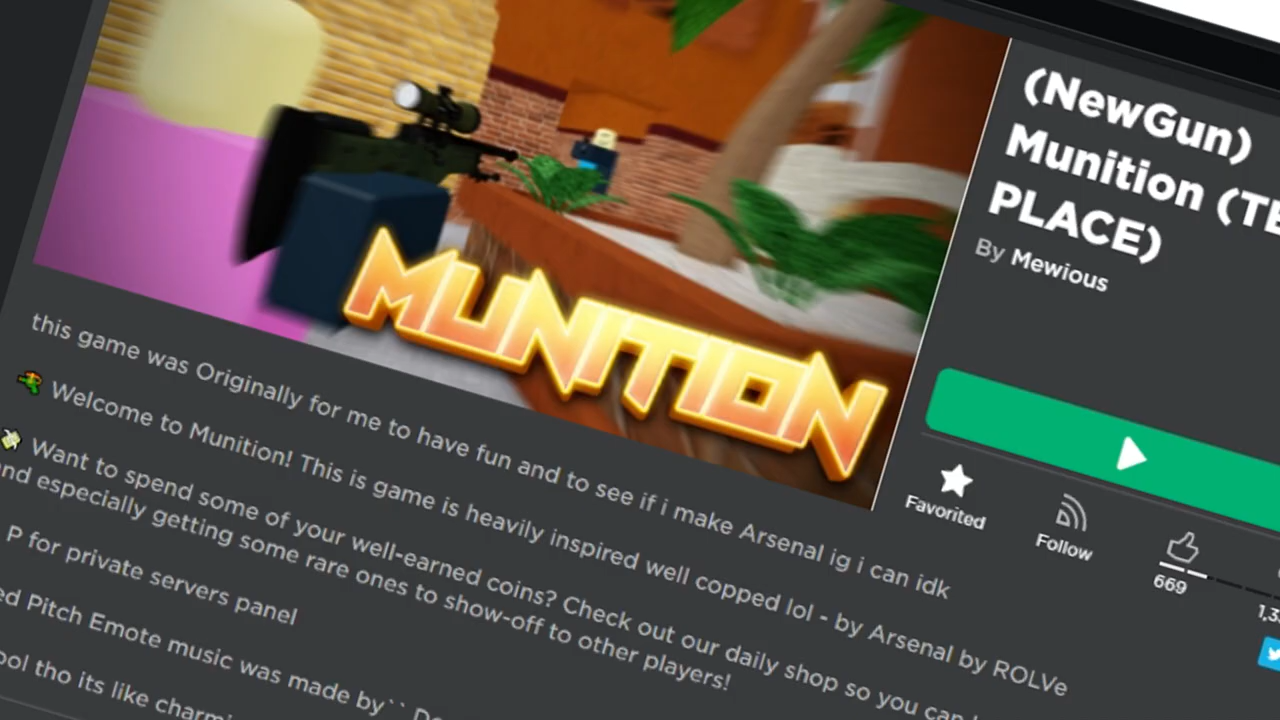 (NewGun)
Munition (TE
PLACE)
By Mewious
MUNITION
this game was Originally for me to have fun and to see if i make Arsenal ig i can idk
Welcome to Munition! This is game is heavily inspired well copped lol - by Arsenal by ROLVe
Want to spend some of your well-earned coins? Check out our daily shop so you can
and especially getting some rare ones to show-off to other players!
P for private servers panel
ed Pitch Emote music was made by``
ool tho its like charmi
Favorited
Follow
669
1,3